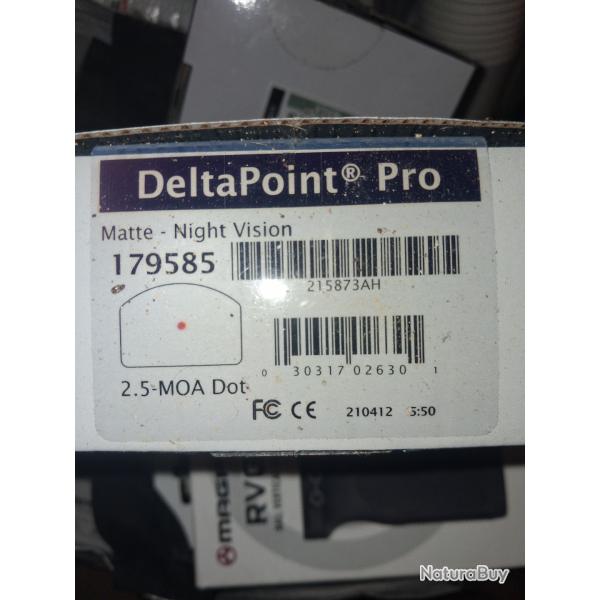 DeltaPoint® Pro
Matte - Night Vision
179585
215873AH
2.5-MOA Dot
0 30317 02630 1
FC CE 210412 :50
RV
NaturaBuy